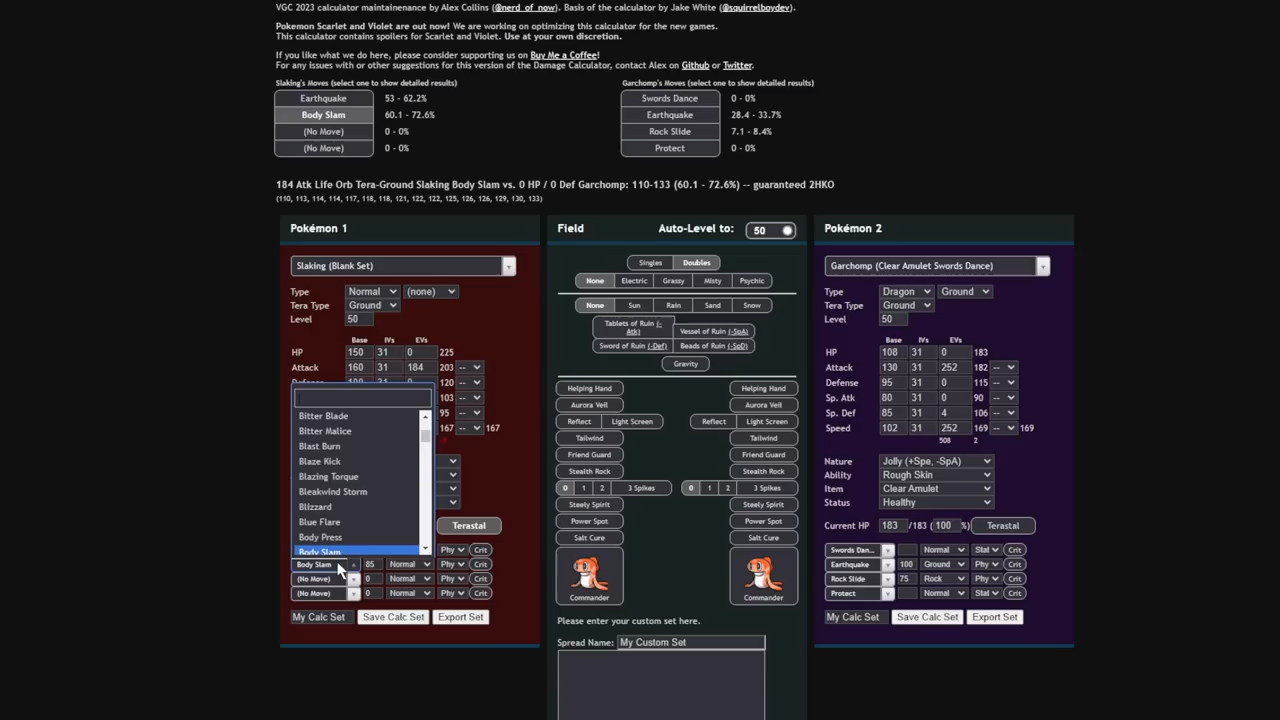 VGC 2023 calculator maintainenance by Alex Collins (@nerd_of_now). Basis of the calculator by Jake White (@squirrelboydev).
Pokemon Scarlet and Violet are out now! We are working on optimizing this calculator for the new games.
This calculator contains spoilers for Scarlet and Violet. Use at your own discretion.
If you like what we do here, please consider supporting us on Buy Me a Coffee!
For any issues with or other suggestions for this version of the Damage Calculator, contact Alex on Github or Twitter.
Slaking's Moves (select one to show detailed results)
Earthquake 53 - 62.2%
Body Slam 60.1 - 72.6%
(No Move) 0 - 0%
(No Move) 0 - 0%
Garchomp's Moves (select one to show detailed results)
Swords Dance 0 - 0%
Earthquake 28.4 - 33.7%
Rock Slide 7.1 - 8.4%
Protect 0 - 0%
184 Atk Life Orb Tera-Ground Slaking Body Slam vs. 0 HP / 0 Def Garchomp: 110-133 (60.1 - 72.6%) -- guaranteed 2HKO
(110, 113, 114, 114, 117, 118, 118, 121, 122, 122, 125, 126, 126, 129, 130, 133)
Pokémon 1
Slaking (Blank Set)
Type Normal (none)
Tera Type Ground
Level 50
Base IVs EVs
HP 150 31 0 225
Attack 160 31 184 203 --
120 --
103 --
95 --
167 -- 167
Bitter Blade
Bitter Malice
Blast Burn
Blaze Kick
Blazing Torque
Bleakwind Storm
Blizzard
Blue Flare
Body Press
Body Slam
Terastal
Phy Crit
Body Slam 85 Normal Phy Crit
(No Move) 0 Normal Phy Crit
(No Move) 0 Normal Phy Crit
My Calc Set Save Calc Set Export Set
Field Auto-Level to: 50
Singles Doubles
None Electric Grassy Misty Psychic
None Sun Rain Sand Snow
Tablets of Ruin (-Atk) Vessel of Ruin (-SpA)
Sword of Ruin (-Def) Beads of Ruin (-SpD)
Gravity
Helping Hand Helping Hand
Aurora Veil Aurora Veil
Reflect Light Screen Reflect Light Screen
Tailwind Tailwind
Friend Guard Friend Guard
Stealth Rock Stealth Rock
0 1 2 3 Spikes 0 1 2 3 Spikes
Steely Spirit Steely Spirit
Power Spot Power Spot
Salt Cure Salt Cure
Commander Commander
Please enter your custom set here.
Spread Name: My Custom Set
Pokémon 2
Garchomp (Clear Amulet Swords Dance)
Type Dragon Ground
Tera Type Ground
Level 50
Base IVs EVs
HP 108 31 0 183
Attack 130 31 252 182 --
Defense 95 31 0 115 --
Sp. Atk 80 31 0 90 --
Sp. Def 85 31 4 106 --
Speed 102 31 252 169 -- 169
508 2
Nature Jolly (+Spe, -SpA)
Ability Rough Skin
Item Clear Amulet
Status Healthy
Current HP 183 /183 (100 %) Terastal
Swords Dan... Normal Stat Crit
Earthquake 100 Ground Phy Crit
Rock Slide 75 Rock Phy Crit
Protect Normal Stat Crit
My Calc Set Save Calc Set Export Set